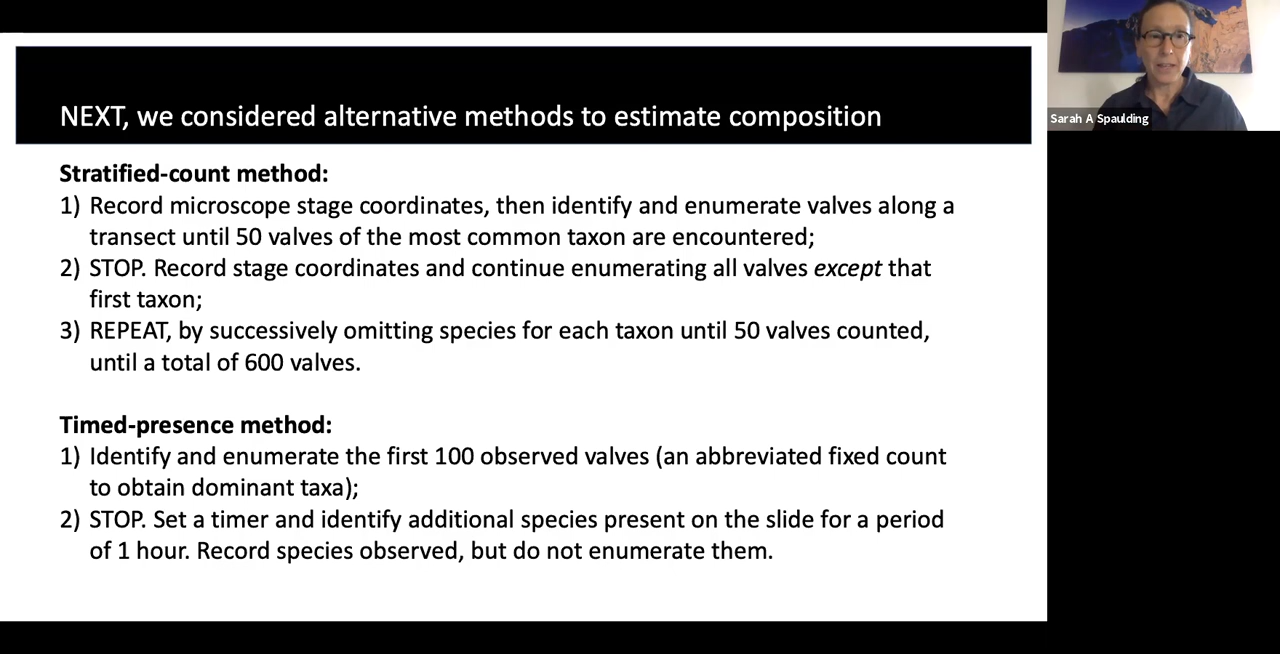 NEXT, we considered alternative methods to estimate composition
Sarah A Spaulding
Stratified-count method:
1) Record microscope stage coordinates, then identify and enumerate valves along a
transect until 50 valves of the most common taxon are encountered;
2) STOP. Record stage coordinates and continue enumerating all valves except that
first taxon;
3) REPEAT, by successively omitting species for each taxon until 50 valves counted,
until a total of 600 valves.
Timed-presence method:
1) Identify and enumerate the first 100 observed valves (an abbreviated fixed count
to obtain dominant taxa);
2) STOP. Set a timer and identify additional species present on the slide for a period
of 1 hour. Record species observed, but do not enumerate them.